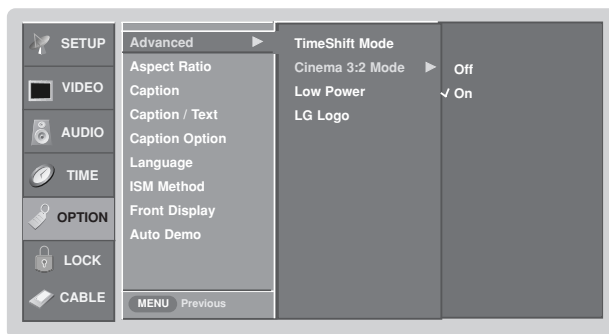 SETUP
VIDEO
AUDIO
TIME
OPTION
LOCK
CABLE
Advanced ▶
Aspect Ratio
Caption
Caption / Text
Caption Option
Language
ISM Method
Front Display
Auto Demo
MENU Previous
TimeShift Mode
Cinema 3:2 Mode ▶
Low Power
LG Logo
Off
✓ On